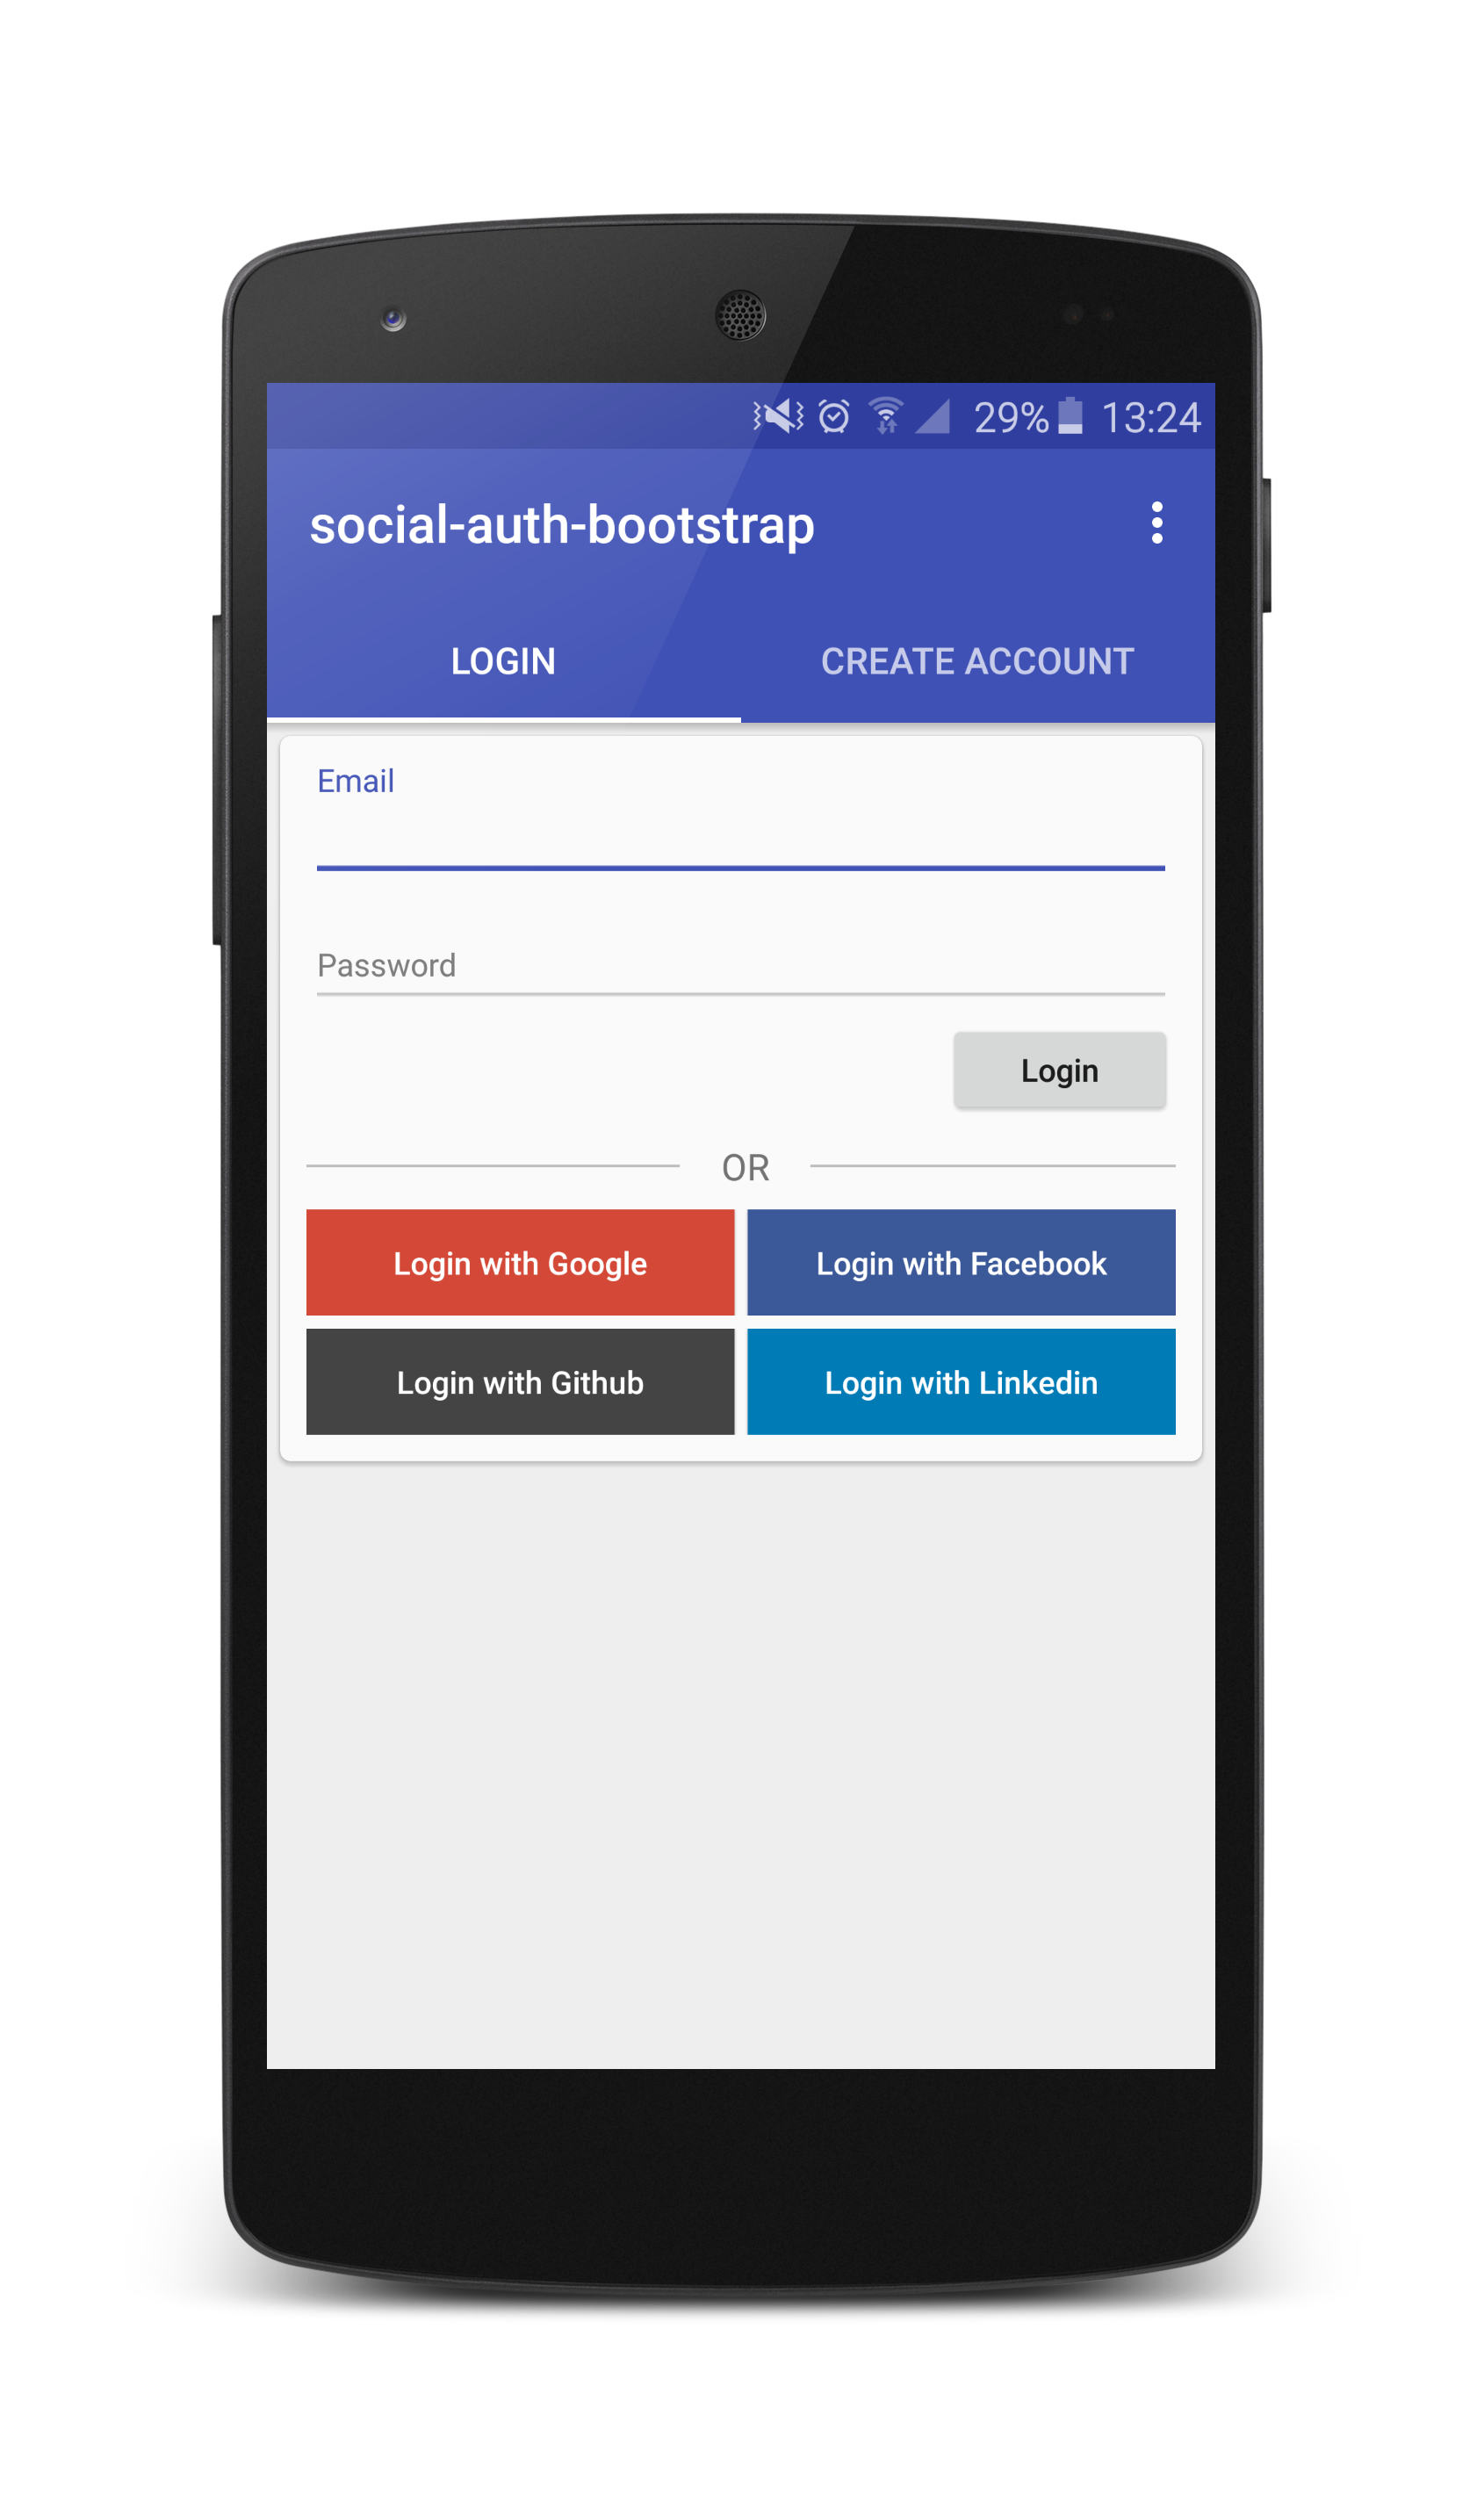 29% 13:24
social-auth-bootstrap
LOGIN CREATE ACCOUNT
Email
Password
Login
OR
Login with Google Login with Facebook
Login with Github Login with Linkedin